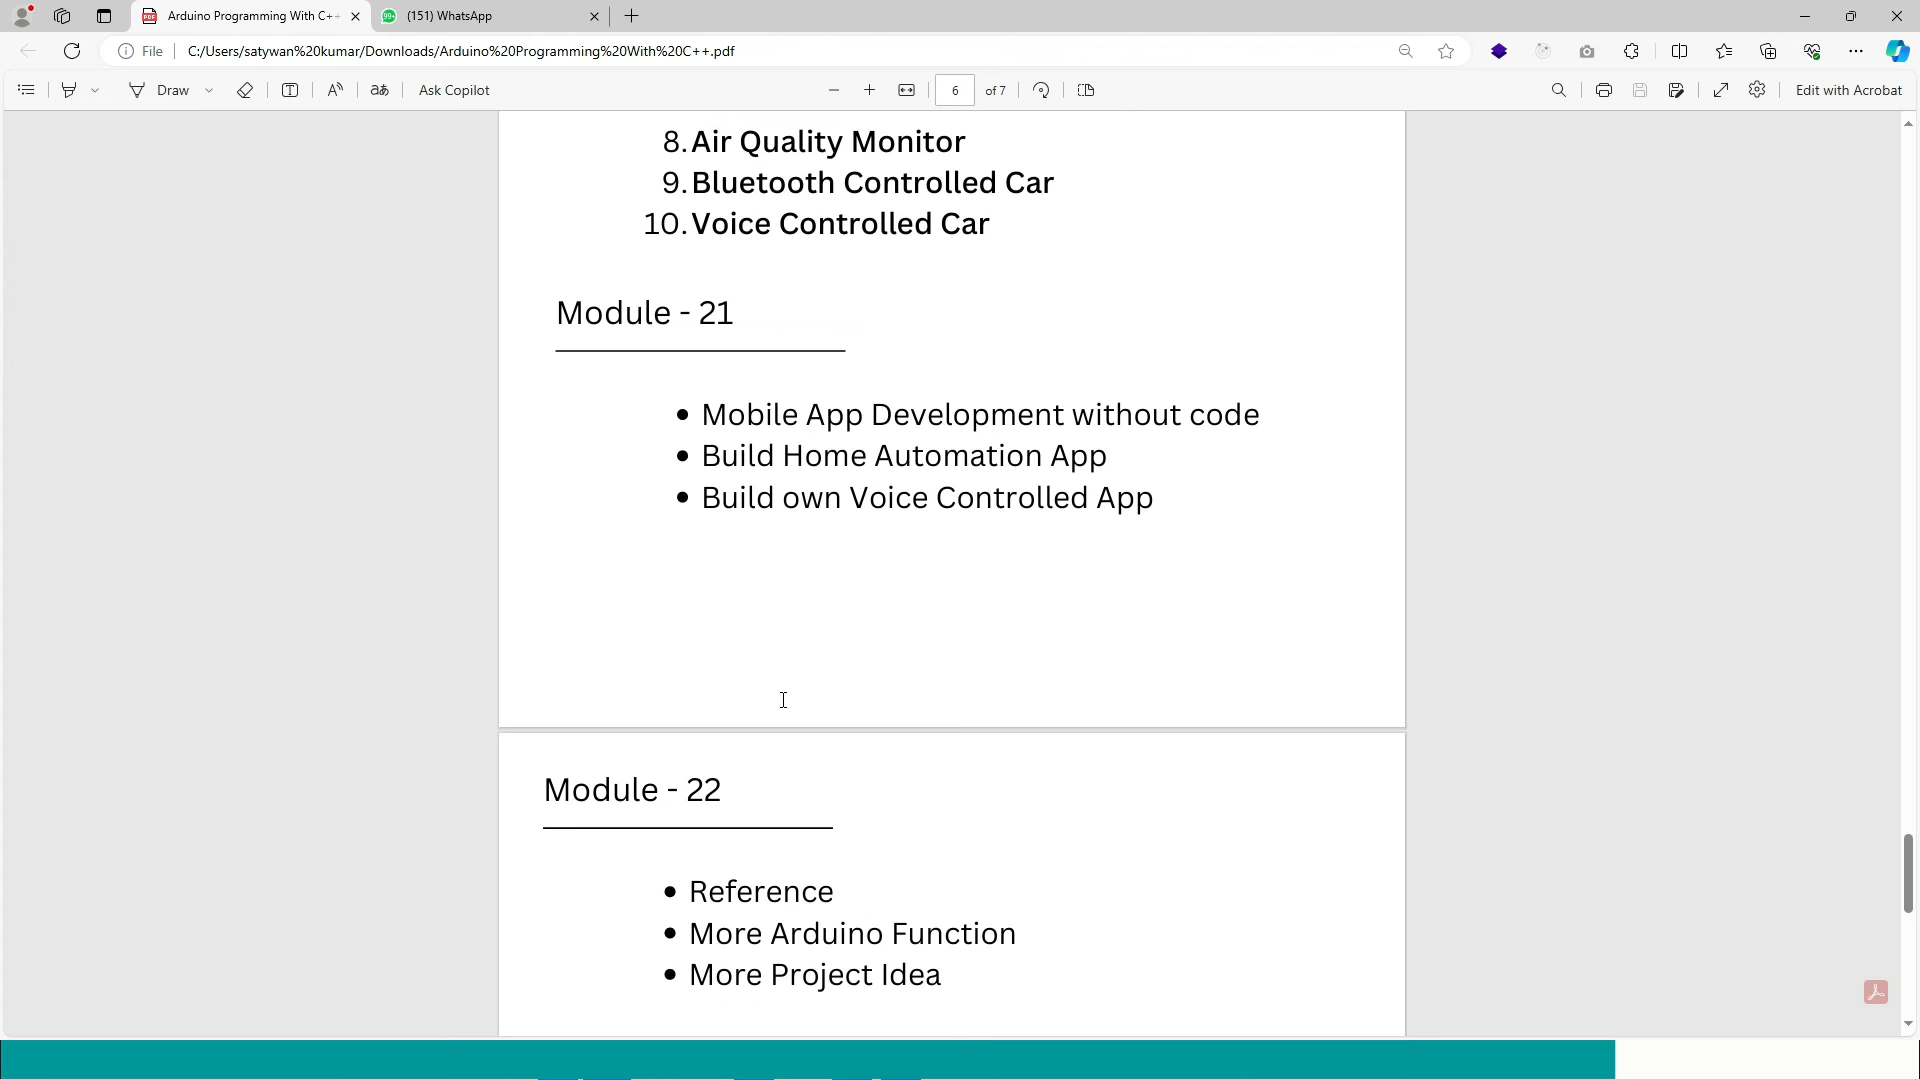 Arduino Programming With C++
(151) WhatsApp
File
C:/Users/satywan%20kumar/Downloads/Arduino%20Programming%20With%20C++.pdf
Draw
Ask Copilot
6 of 7
Edit with Acrobat
8. Air Quality Monitor
9. Bluetooth Controlled Car
10. Voice Controlled Car
Module - 21
• Mobile App Development without code
• Build Home Automation App
• Build own Voice Controlled App
Module - 22
• Reference
• More Arduino Function
• More Project Idea